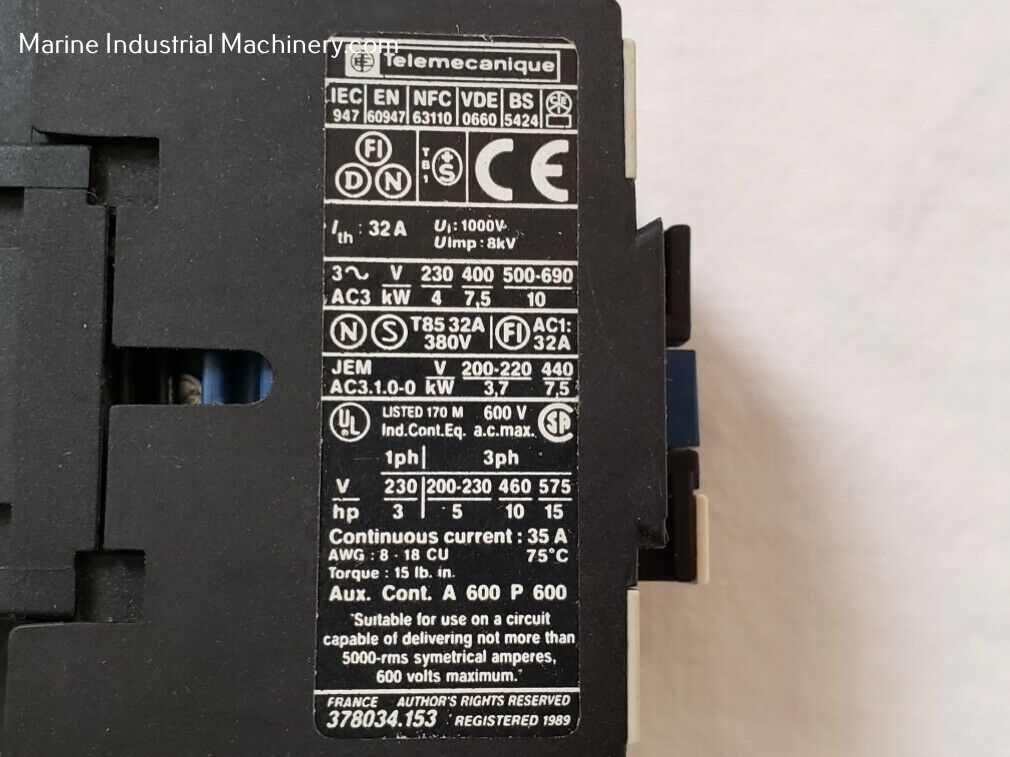 Marine Industrial Machinery.com
Telemecanique
IEC EN NFC VDE BS
947 60947 63110 0660 5424
FI
D N
T B 1 S CE
Ith : 32 A Ui : 1000V
UImp : 8kV
3~ V 230 400 500-690
AC3 kW 4 7,5 10
N S T85 32A FI AC1:
380V 32A
JEM V 200-220 440
AC3.1.0-0 kW 3,7 7,5
UL LISTED 170 M 600 V SA
Ind.Cont.Eq. a.c.max.
1ph 3ph
V 230 200-230 460 575
hp 3 5 10 15
Continuous current : 35 A
AWG : 8 - 18 CU 75°C
Torque : 15 lb. in.
Aux. Cont. A 600 P 600
"Suitable for use on a circuit
capable of delivering not more than
5000-rms symetrical amperes,
600 volts maximum."
FRANCE AUTHOR'S RIGHTS RESERVED
378034.153 REGISTERED 1989